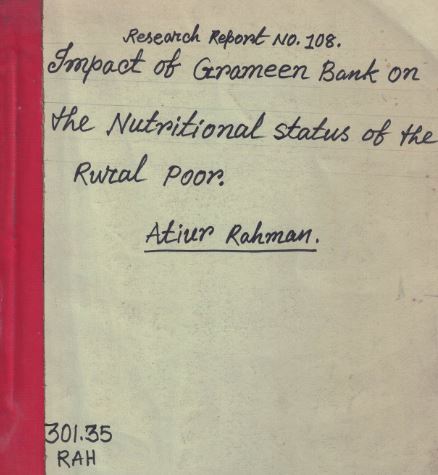 Research Report NO. 108.
Impact of Grameen Bank on
the Nutritional status of the
Rural Poor.
Atiur Rahman.
301.35
RAH